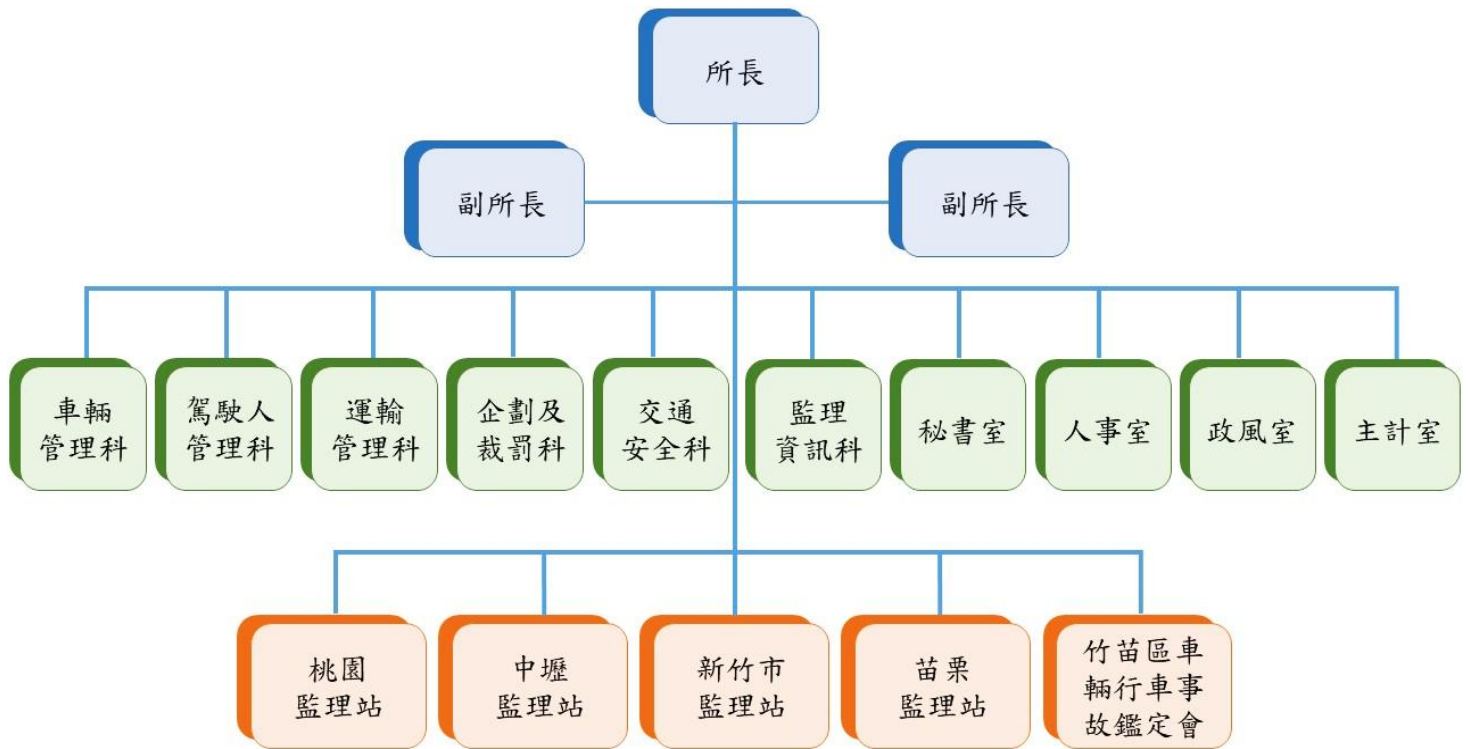 所長
副所長
副所長
車輛
管理科
駕駛人
管理科
運輸
管理科
企劃及
裁罰科
交通
安全科
監理
資訊科
秘書室
人事室
政風室
主計室
桃園
監理站
中壢
監理站
新竹市
監理站
苗栗
監理站
竹苗區車
輛行車事
故鑑定會